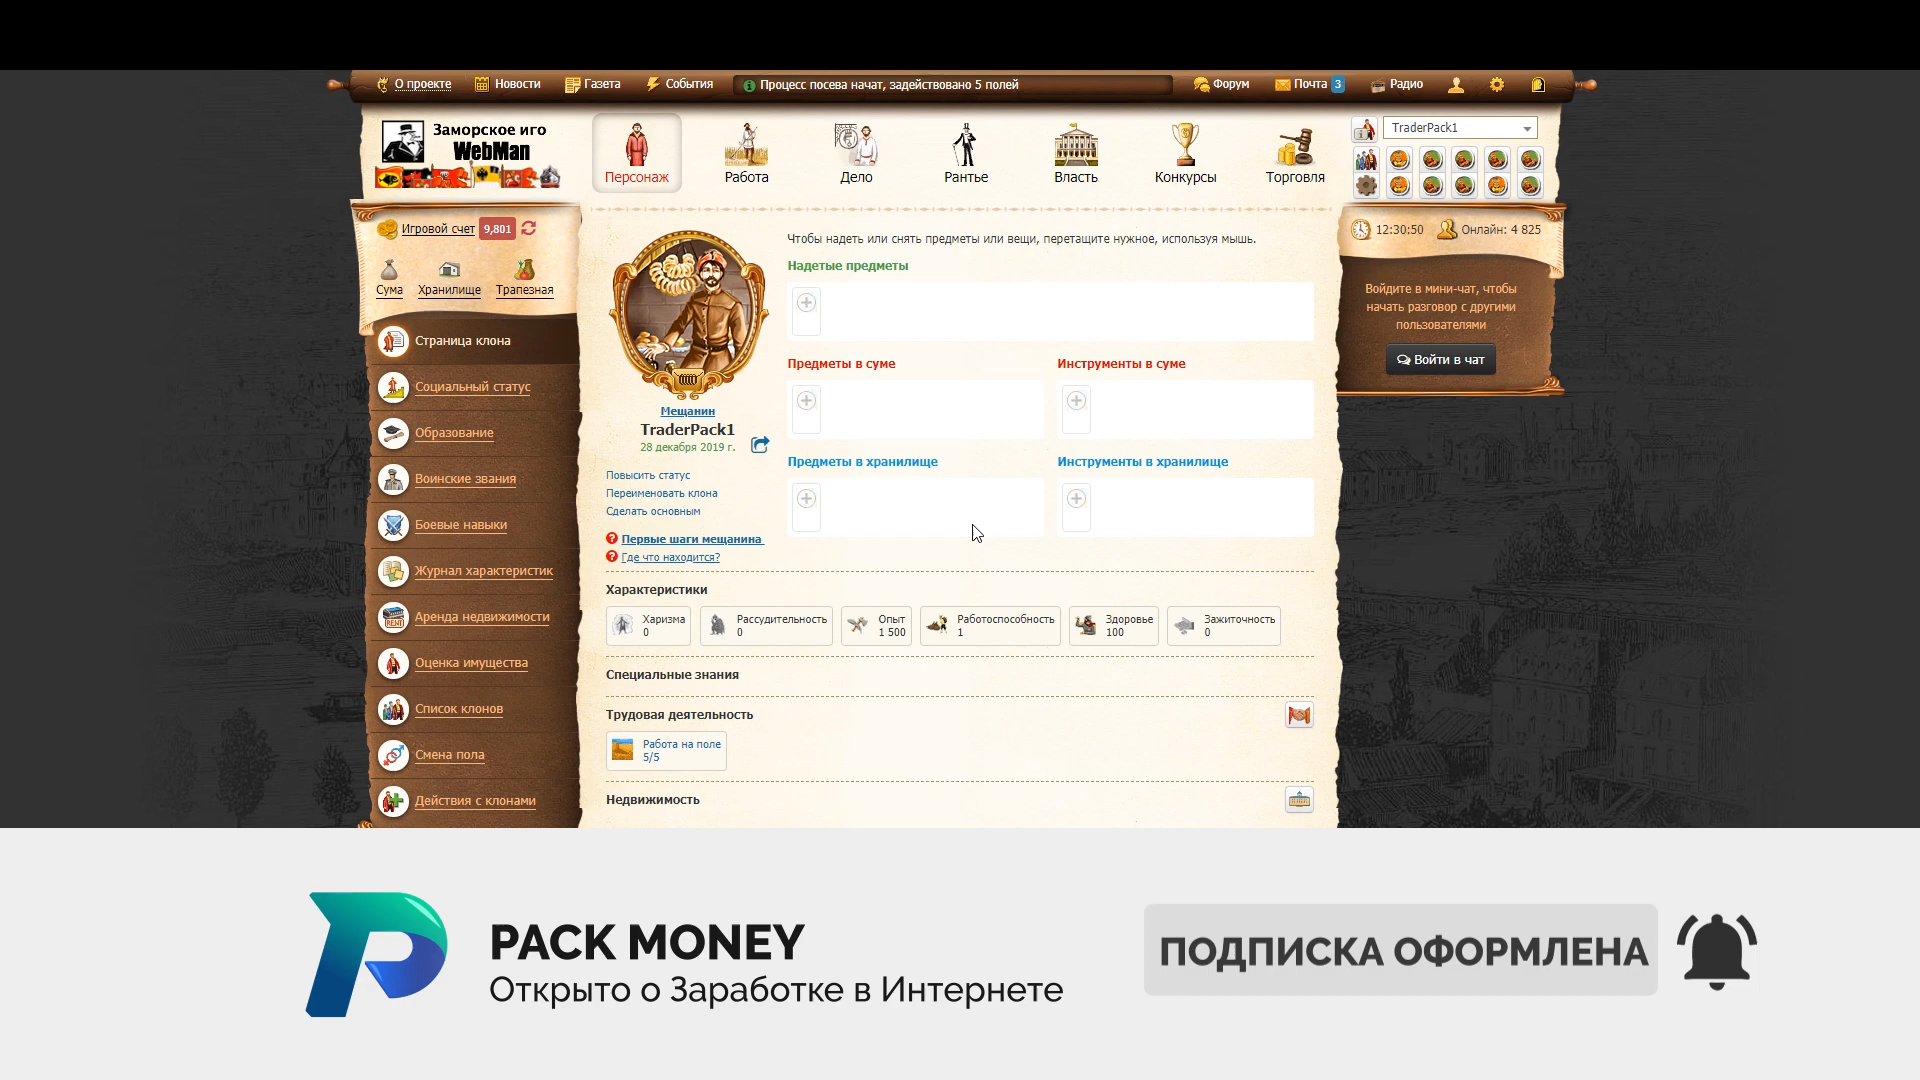 О проекте
Новости
Газета
События
Процесс посева начат, задействовано 5 полей
Форум
Почта 3
Радио
Заморское иго
WebMan
Персонаж
Работа
Дело
Рантье
Власть
Конкурсы
Торговля
TraderPack1
Игровой счет 9,801
Сума
Хранилище
Трапезная
12:30:50
Онлайн: 4 825
Войдите в мини-чат, чтобы
начать разговор с другими
пользователями
Войти в чат
Страница клона
Социальный статус
Образование
Воинские звания
Боевые навыки
Журнал характеристик
Аренда недвижимости
RENT
Оценка имущества
Список клонов
Смена пола
Действия с клонами
Мещанин
TraderPack1
28 декабря 2019 г.
Повысить статус
Переименовать клона
Сделать основным
Первые шаги мещанина
Где что находится?
Чтобы надеть или снять предметы или вещи, перетащите нужное, используя мышь.
Надетые предметы
Предметы в суме
Инструменты в суме
Предметы в хранилище
Инструменты в хранилище
Характеристики
Харизма
0
Рассудительность
0
Опыт
1 500
Работоспособность
1
Здоровье
100
Зажиточность
0
Специальные знания
Трудовая деятельность
Работа на поле
5/5
Недвижимость
PACK MONEY
Открыто о Заработке в Интернете
ПОДПИСКА ОФОРМЛЕНА